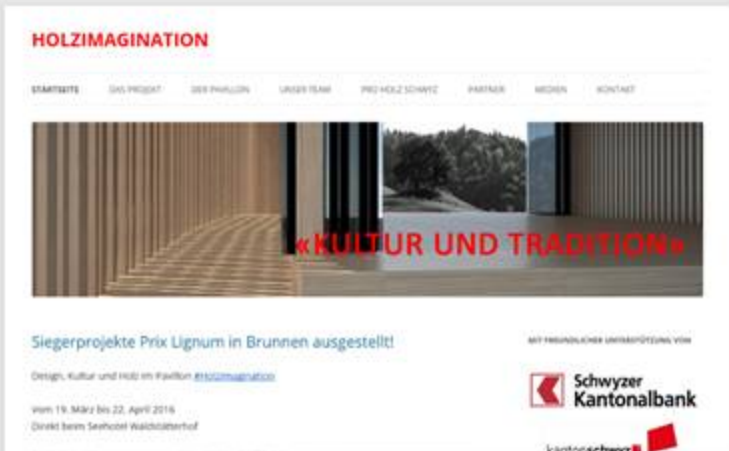 HOLZIMAGINATION
STARTSEITE DAS PROJEKT DER PAVILLON UNSER TEAM PRO HOLZ SCHWYZ PARTNER MEDIEN KONTAKT
«KULTUR UND TRADITION»
Siegerprojekte Prix Lignum in Brunnen ausgestellt!
MIT FREUNDLICHER UNTERSTÜTZUNG VON
Design, Kultur und Holz im Pavillon #Holzimagination
Schwyzer
Kantonalbank
Vom 19. März bis 22. April 2016
Direkt beim Seehotel Waldstätterhof
kantonschwyz